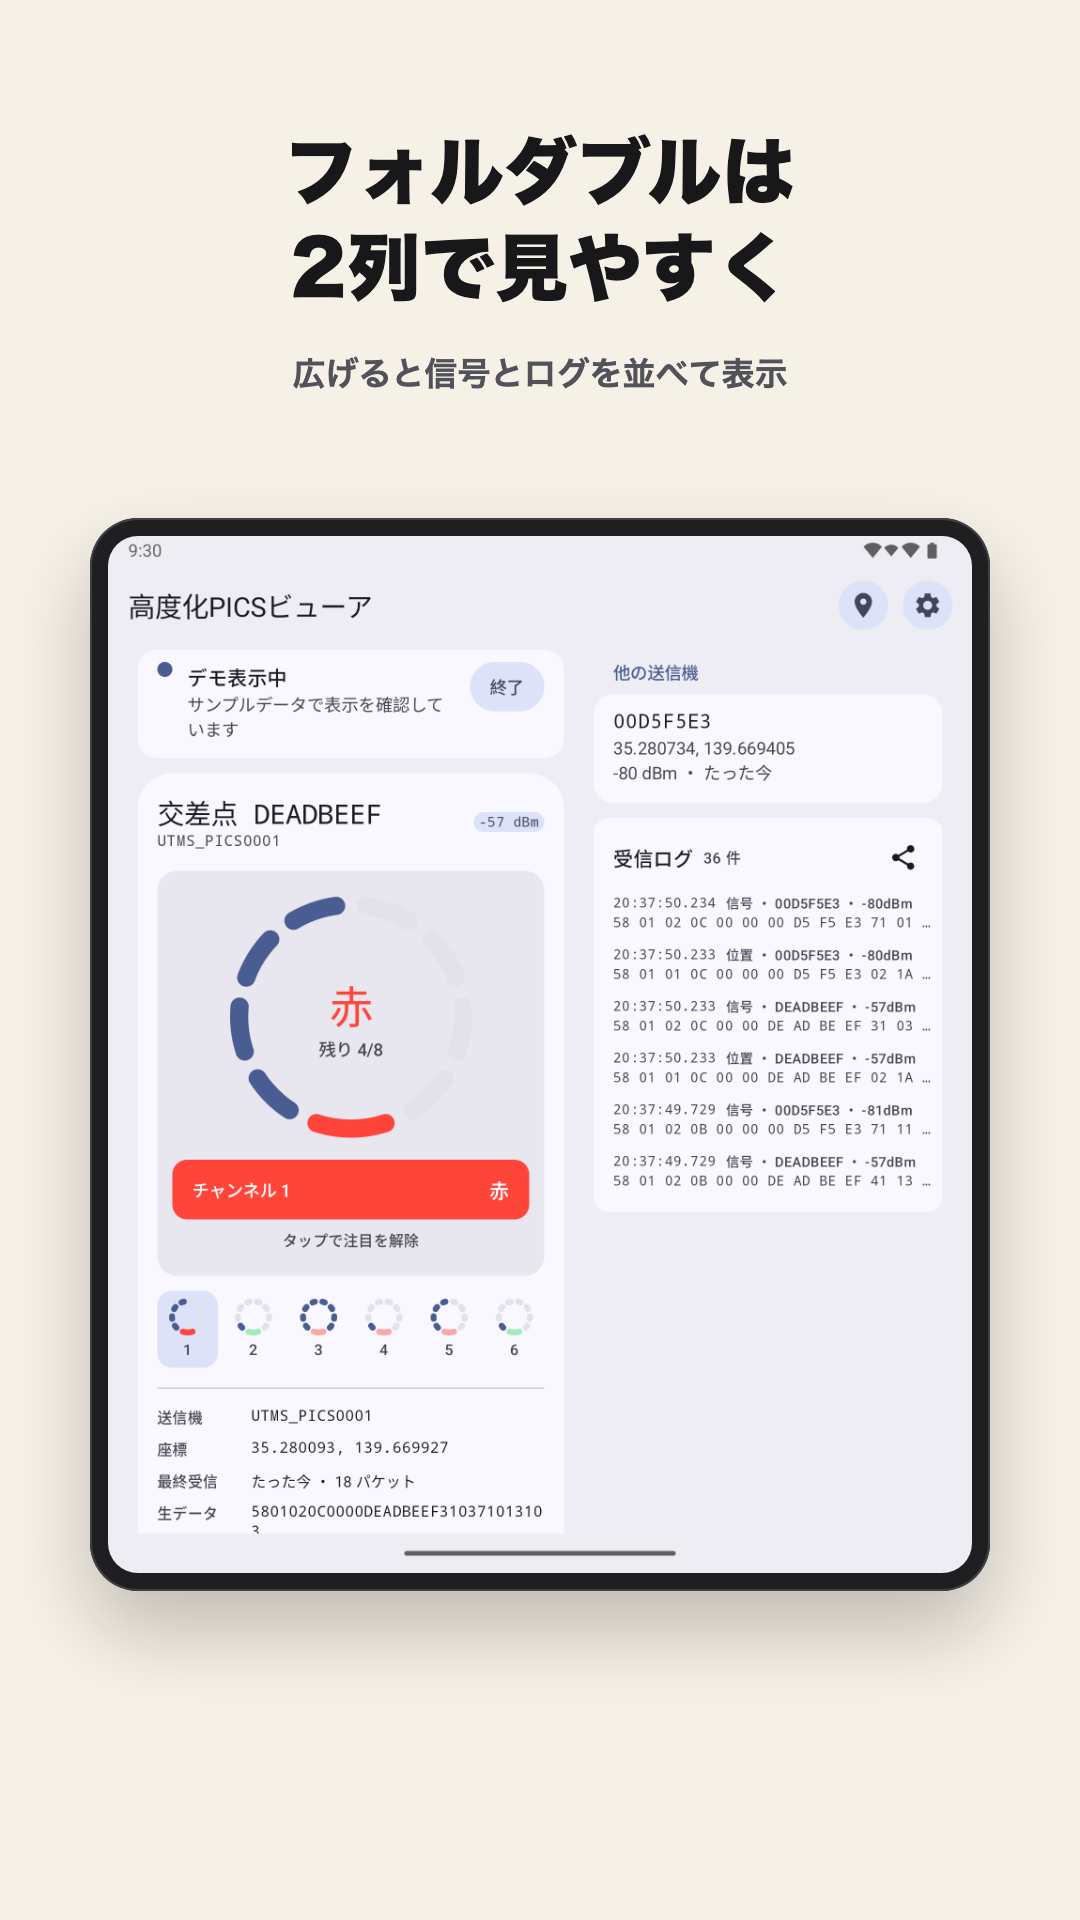 フォルダブルは
2列で見やすく
広げると信号とログを並べて表示
9:30
高度化PICSビューア
デモ表示中
サンプルデータで表示を確認して
います
終了
交差点 DEADBEEF
UTMS_PICS0001
-57 dBm
赤
残り 4/8
チャンネル 1 赤
タップで注目を解除
1 2 3 4 5 6
送信機 UTMS_PICS0001
座標 35.280093, 139.669927
最終受信 たった今 ・ 18 パケット
生データ 5801020C0000DEADBEEF31037101310
3
他の送信機
00D5F5E3
35.280734, 139.669405
-80 dBm ・ たった今
受信ログ 36 件
20:37:50.234 信号 ・ 00D5F5E3 ・ -80dBm
58 01 02 0C 00 00 00 D5 F5 E3 71 01 …
20:37:50.233 位置 ・ 00D5F5E3 ・ -80dBm
58 01 01 0C 00 00 00 D5 F5 E3 02 1A …
20:37:50.233 信号 ・ DEADBEEF ・ -57dBm
58 01 02 0C 00 00 DE AD BE EF 31 03 …
20:37:50.233 位置 ・ DEADBEEF ・ -57dBm
58 01 01 0C 00 00 DE AD BE EF 02 1A …
20:37:49.729 信号 ・ 00D5F5E3 ・ -81dBm
58 01 02 0B 00 00 00 D5 F5 E3 71 11 …
20:37:49.729 信号 ・ DEADBEEF ・ -57dBm
58 01 02 0B 00 00 DE AD BE EF 41 13 …